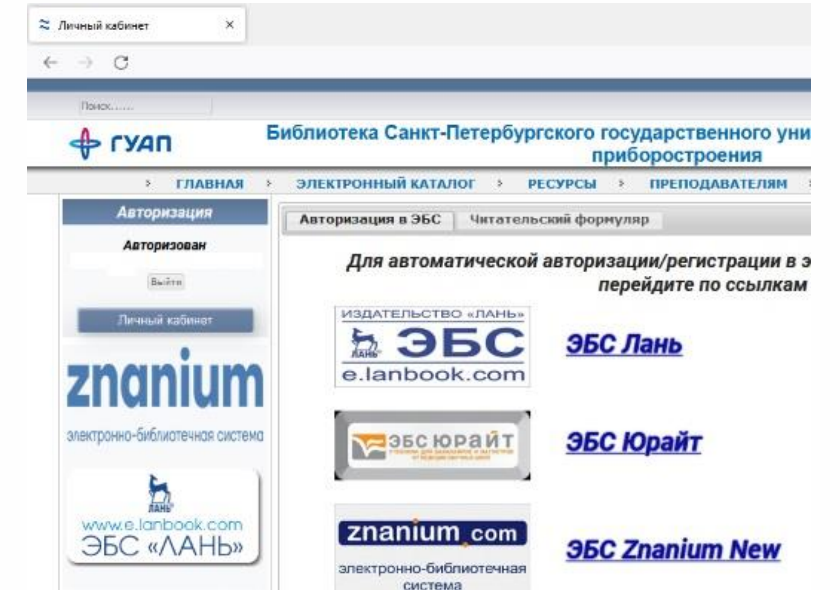 Личный кабинет ×
Поиск......
ГУАП
Библиотека Санкт-Петербургского государственного уни
приборостроения
ГЛАВНАЯ ЭЛЕКТРОННЫЙ КАТАЛОГ РЕСУРСЫ ПРЕПОДАВАТЕЛЯМ
Авторизация
Авторизован
Выйти
Личный кабинет
znanium
электронно-библиотечная система
ЛАНЬ
www.e.lanbook.com
ЭБС «ЛАНЬ»
Авторизация в ЭБС Читательский формуляр
Для автоматической авторизации/регистрации в э
перейдите по ссылкам
ИЗДАТЕЛЬСТВО «ЛАНЬ»
ЛАНЬ ЭБС
e.lanbook.com
ЭБС Лань
ЭБС ЮРАЙТ
ЭБС Юрайт
znanium.com
электронно-библиотечная
система
ЭБС Znanium New